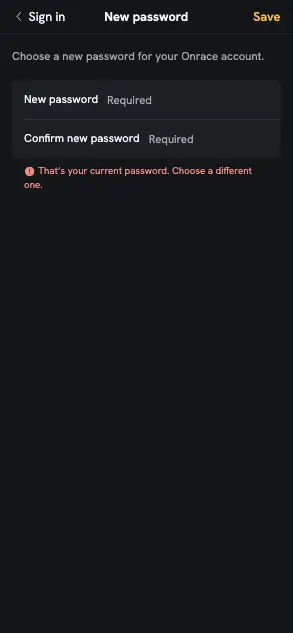 Sign in New password Save
Choose a new password for your Onrace account.
New password Required
Confirm new password Required
That's your current password. Choose a different
one.